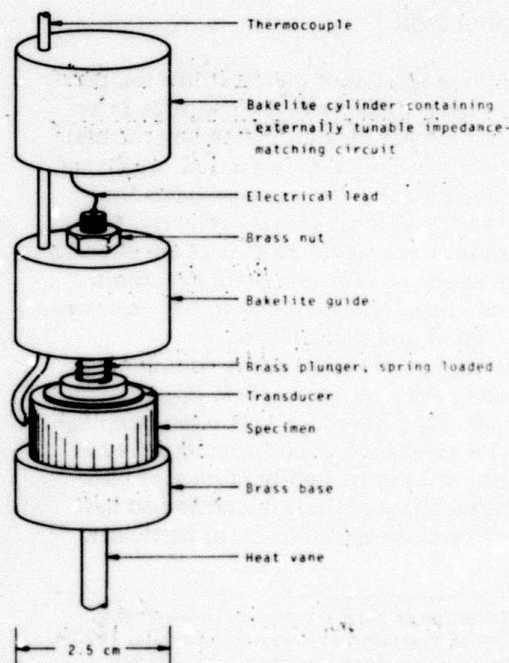 Thermocouple
Bakelite cylinder containing
externally tunable impedance-
matching circuit
Electrical lead
Brass nut
Bakelite guide
Brass plunger, spring loaded
Transducer
Specimen
Brass base
Heat vane
2.5 cm